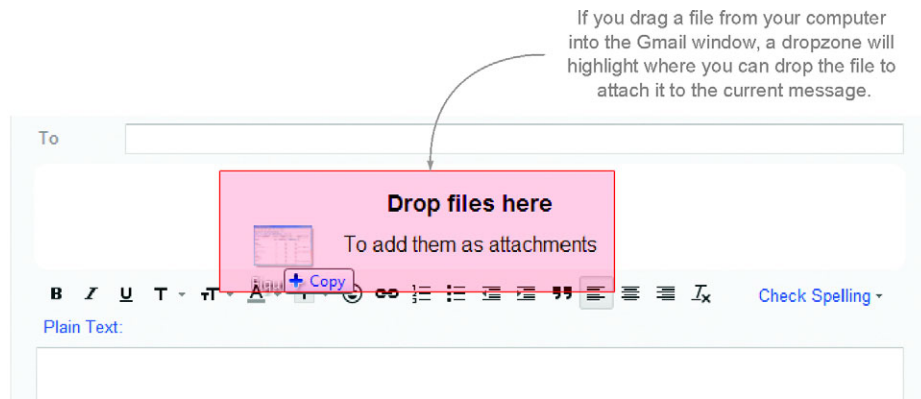 If you drag a file from your computer
into the Gmail window, a dropzone will
highlight where you can drop the file to
attach it to the current message.
To
Drop files here
To add them as attachments
Copy
B I U T T A T Check Spelling
Plain Text: